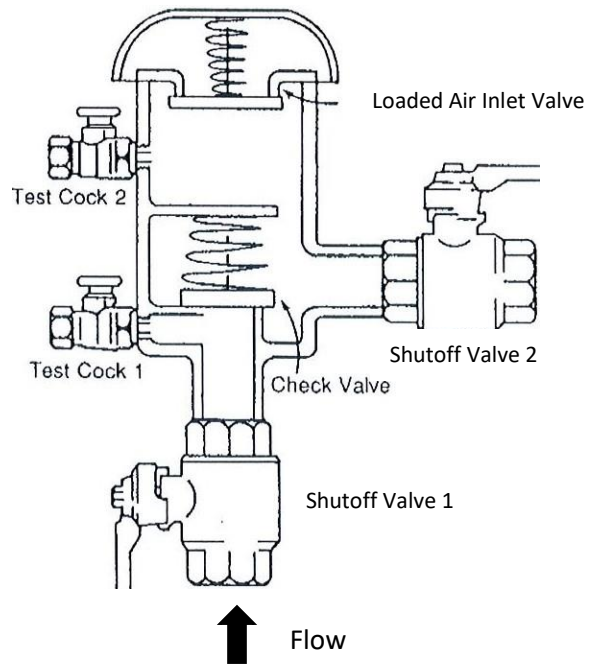 Loaded Air Inlet Valve
Test Cock 2
Shutoff Valve 2
Test Cock 1
Check Valve
Shutoff Valve 1
Flow